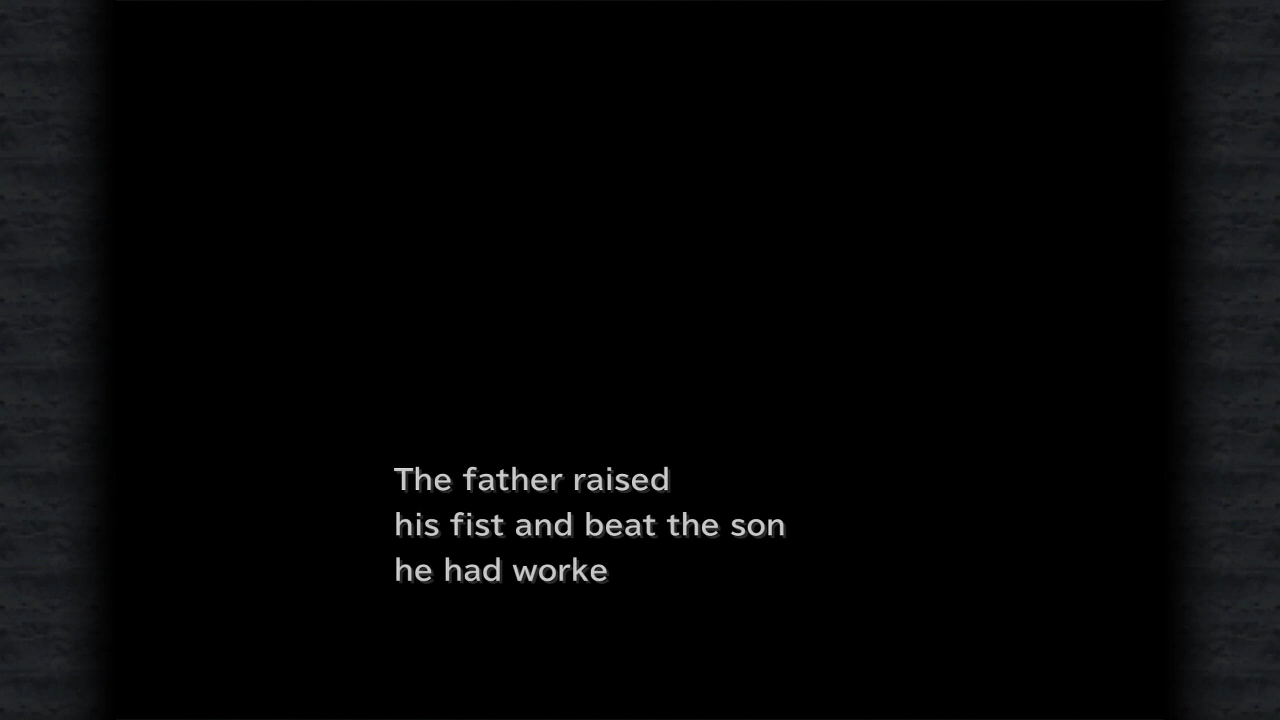 The father raised
his fist and beat the son
he had worke